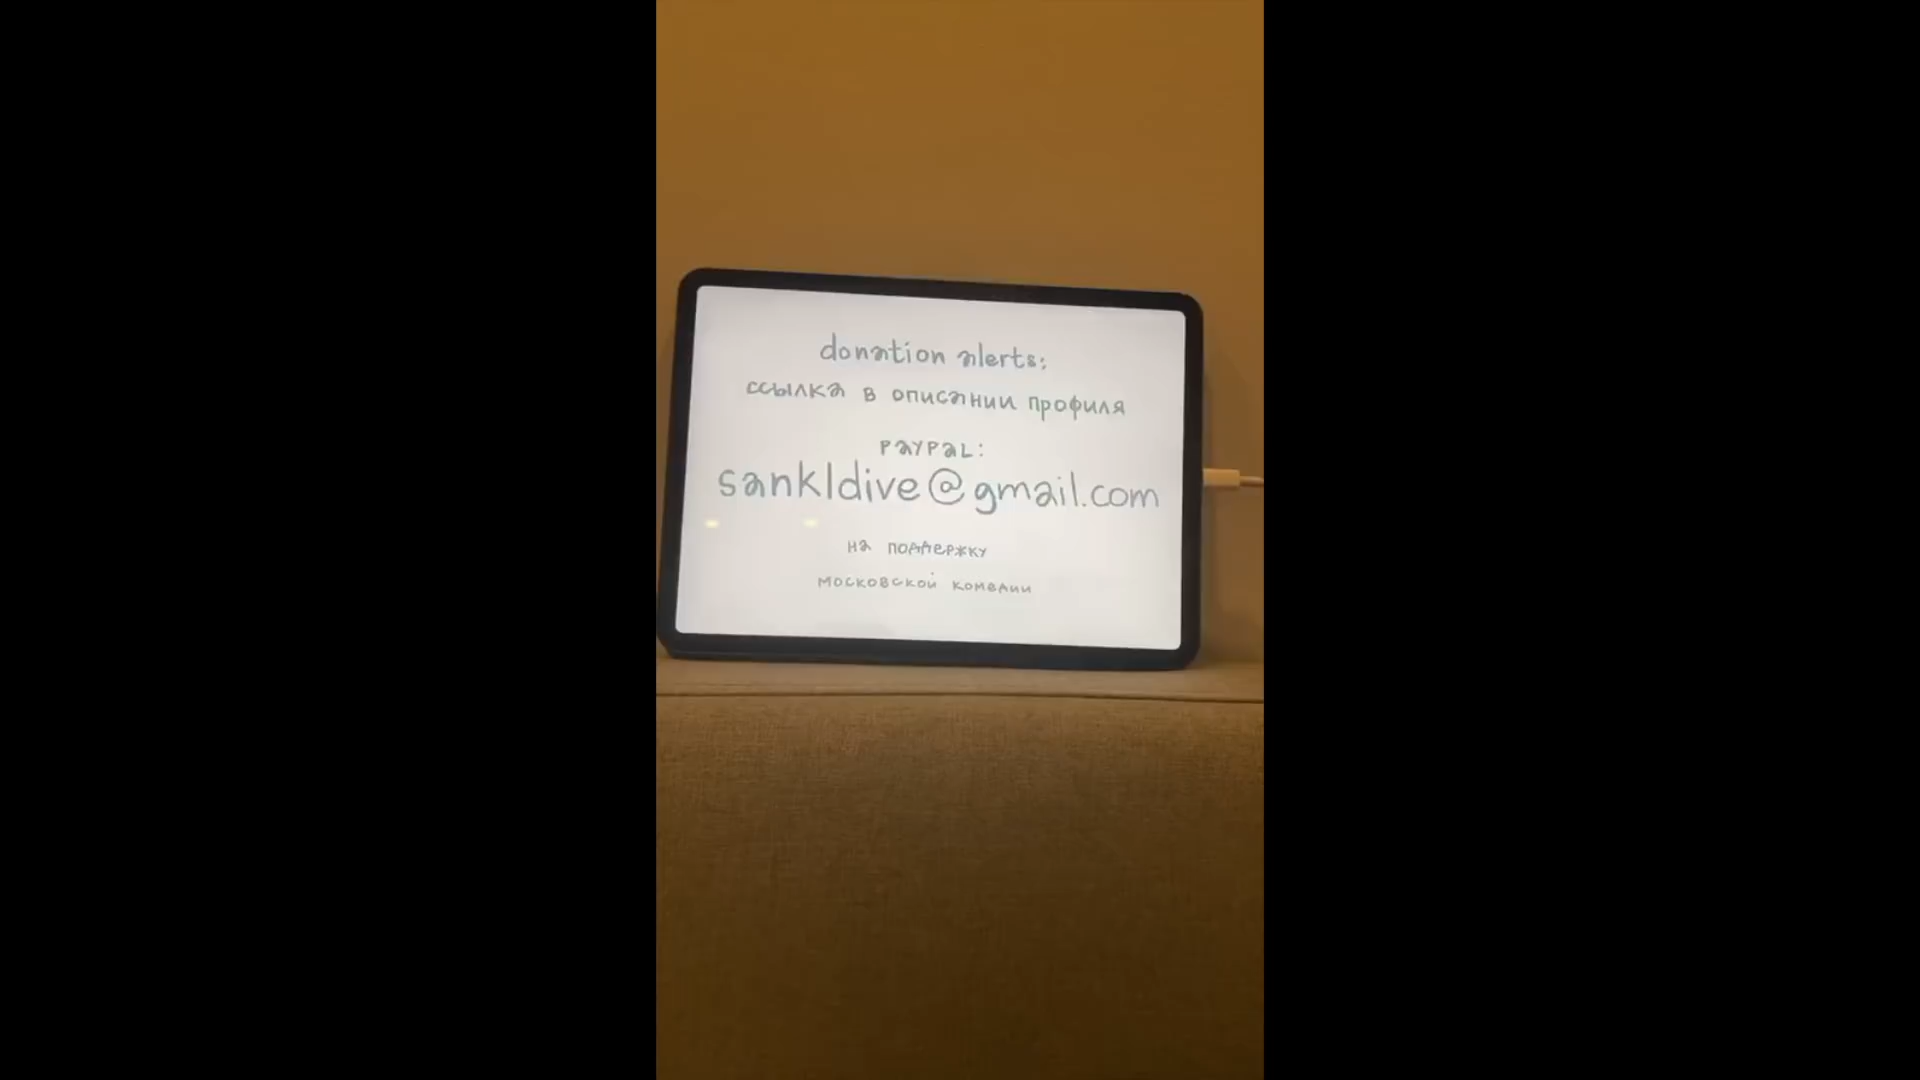 donation alerts:
ссылка в описании профиля
PAYPAL:
sankldive@gmail.com
на поддержку
московской комедии